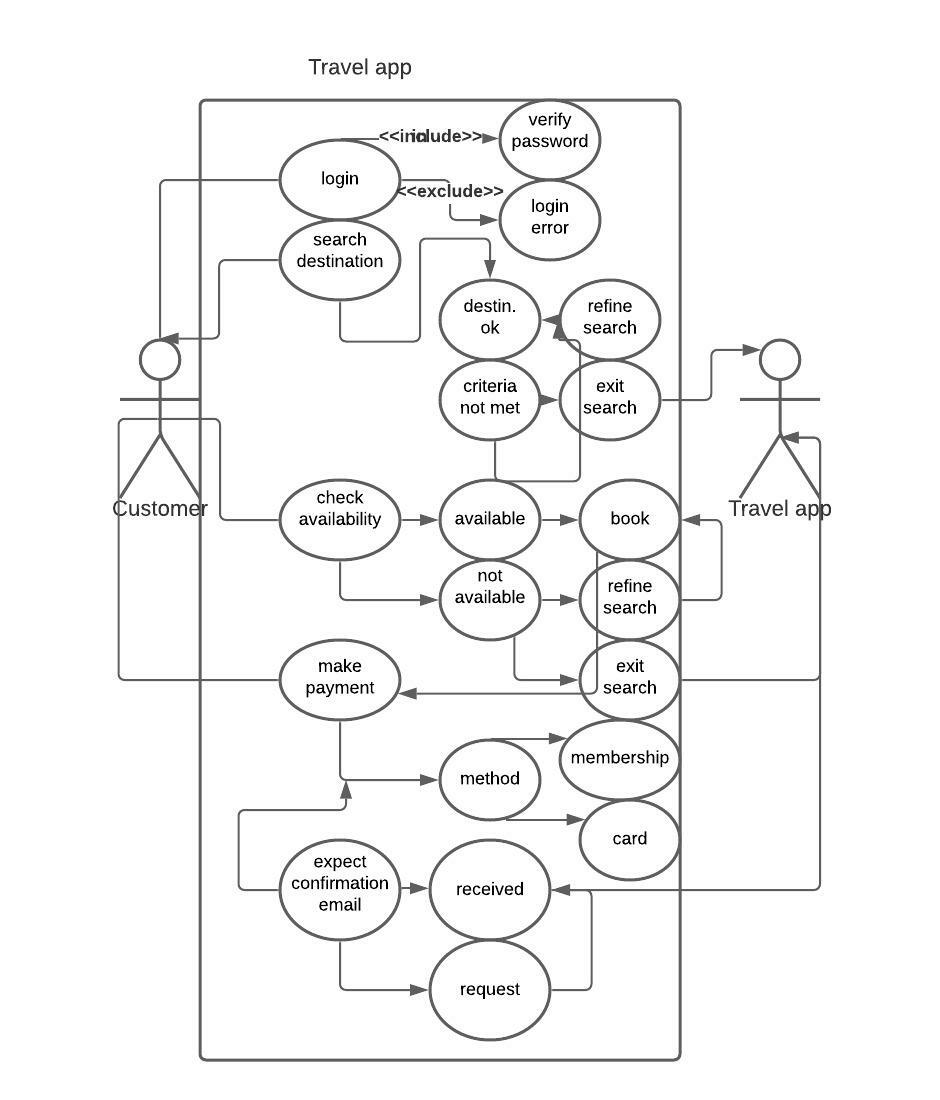 Travel app
verify
password
<<include>>
login
<<exclude>>
login
error
search
destination
destin.
ok
refine
search
criteria
not met
exit
search
Customer
Travel app
check
availability
available
book
not
available
refine
search
make
payment
exit
search
method
membership
card
expect
confirmation
email
received
request